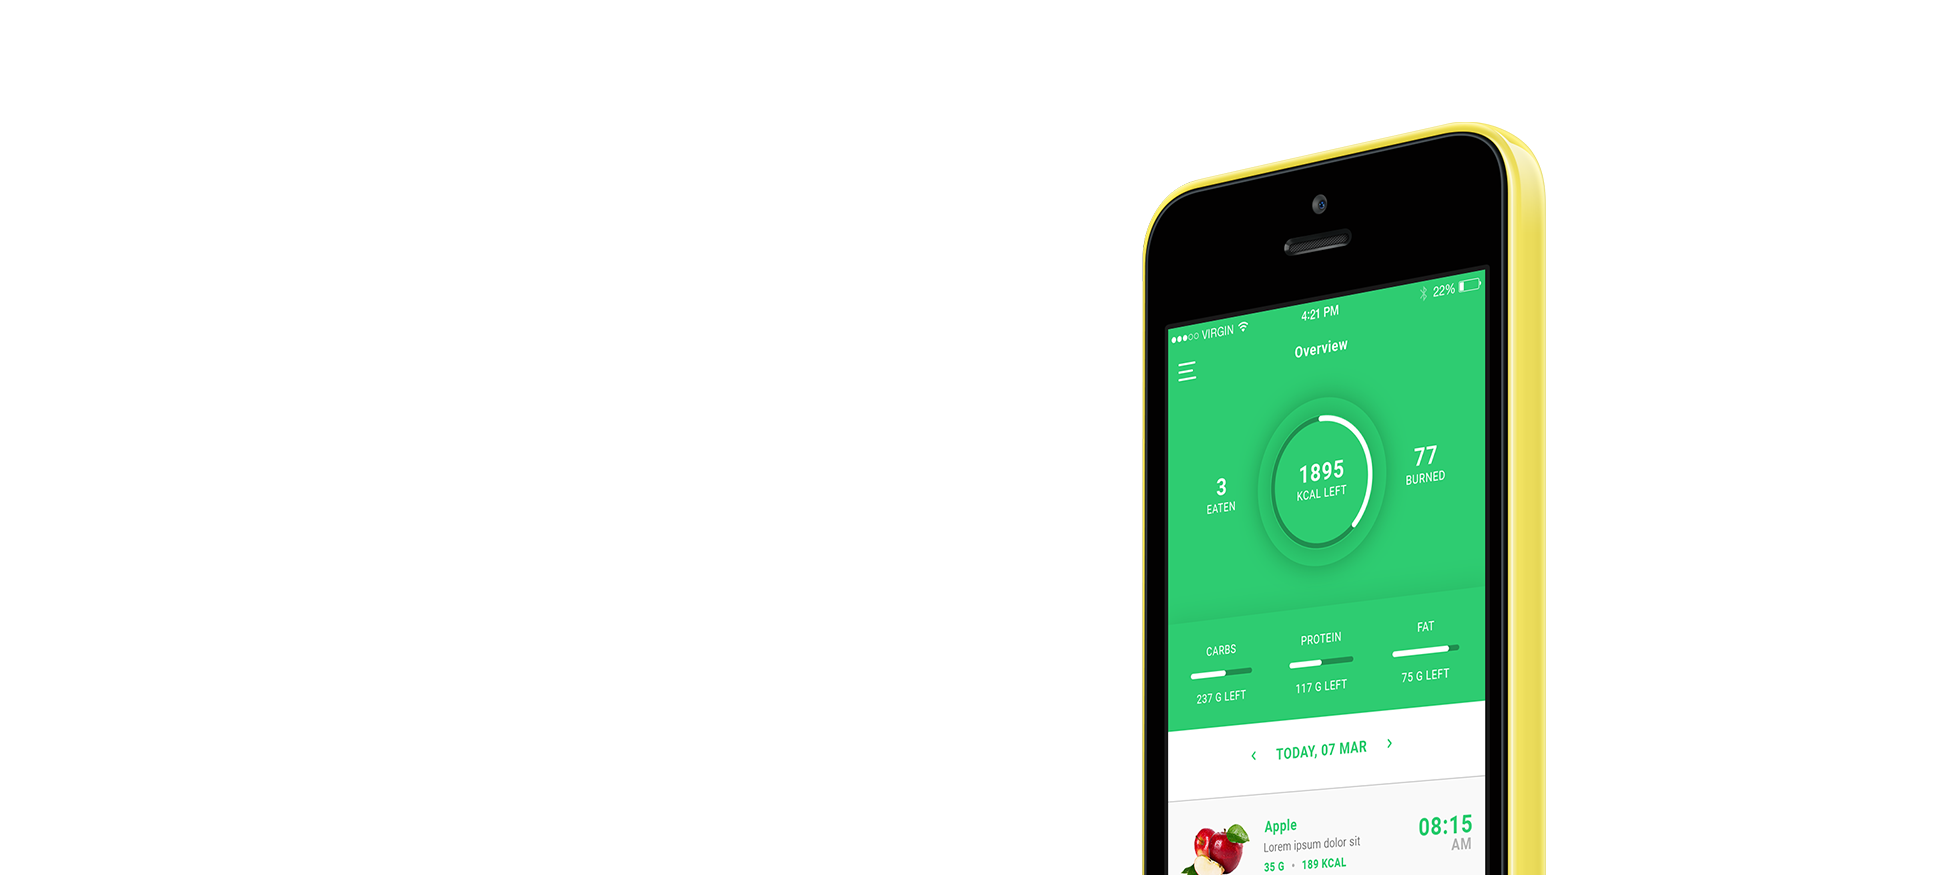 VIRGIN
4:21 PM
22%
Overview
3
EATEN
1895
KCAL LEFT
77
BURNED
CARBS
237 G LEFT
PROTEIN
117 G LEFT
FAT
75 G LEFT
‹ TODAY, 07 MAR ›
Apple
Lorem ipsum dolor sit
35 G • 189 KCAL
08:15
AM